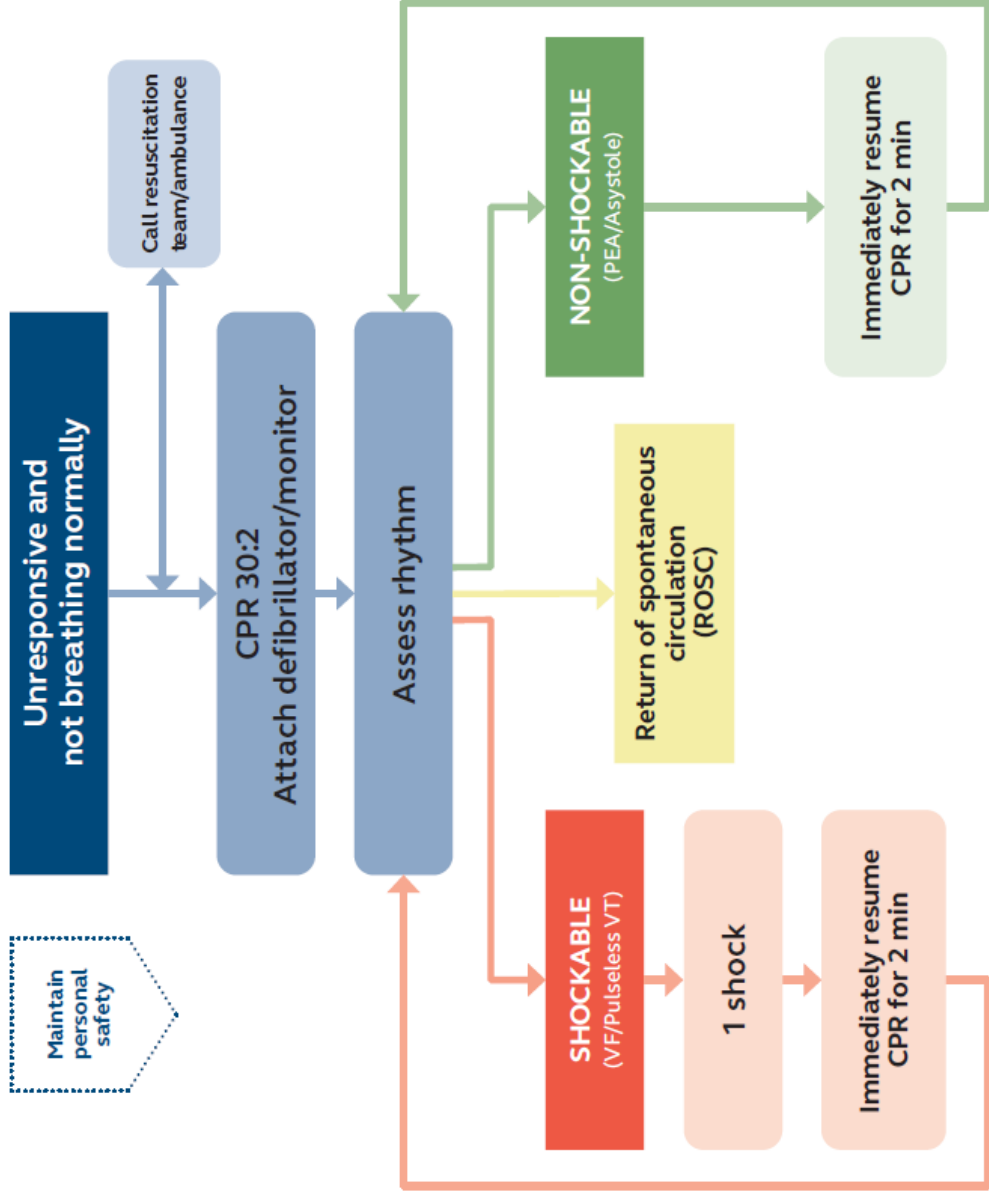 Maintain
personal
safety
Unresponsive and
not breathing normally
Call resuscitation
team/ambulance
CPR 30:2
Attach defibrillator/monitor
Assess rhythm
SHOCKABLE
(VF/Pulseless VT)
1 shock
Immediately resume
CPR for 2 min
Return of spontaneous
circulation
(ROSC)
NON-SHOCKABLE
(PEA/Asystole)
Immediately resume
CPR for 2 min